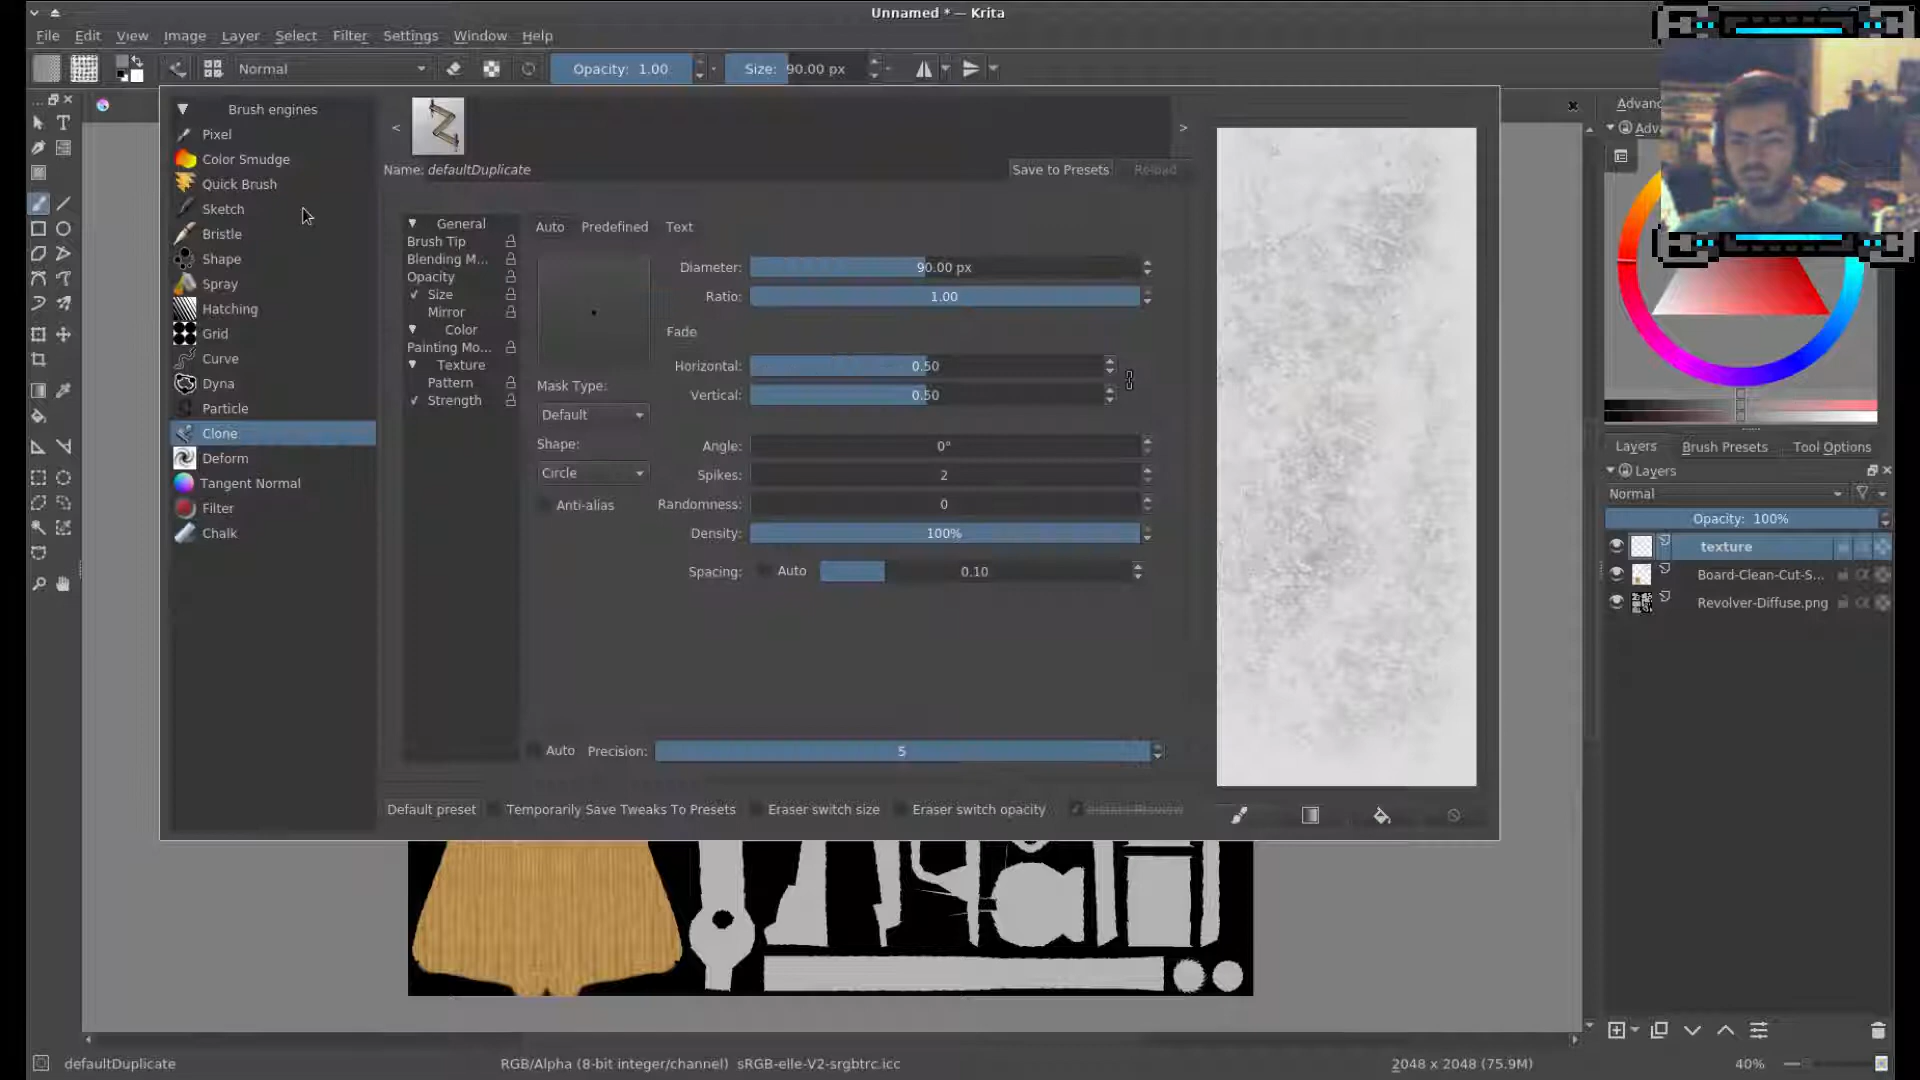 Unnamed * — Krita
File Edit View Image Layer Select Filter Settings Window Help
Normal Opacity: 1.00 Size: 90.00 px
Brush engines
Pixel
Color Smudge
Quick Brush
Sketch
Bristle
Shape
Spray
Hatching
Grid
Curve
Dyna
Particle
Clone
Deform
Tangent Normal
Filter
Chalk
< >
Name: defaultDuplicate Save to Presets Reload
General
Brush Tip
Blending M...
Opacity
✓ Size
Mirror
Color
Painting Mo...
Texture
Pattern
✓ Strength
Auto Predefined Text
Diameter: 90.00 px
Ratio: 1.00
Fade
Horizontal: 0.50
Vertical: 0.50
Mask Type:
Default
Shape:
Circle
Anti-alias
Angle: 0°
Spikes: 2
Randomness: 0
Density: 100%
Spacing: Auto 0.10
Auto Precision: 5
Default preset Temporarily Save Tweaks To Presets Eraser switch size Eraser switch opacity Instant Preview
Advanc
Adv
Layers Brush Presets Tool Options
Layers
Normal
Opacity: 100%
texture
Board-Clean-Cut-S...
Revolver-Diffuse.png
defaultDuplicate RGB/Alpha (8-bit integer/channel) sRGB-elle-V2-srgbtrc.icc 2048 x 2048 (75.9M) 40%